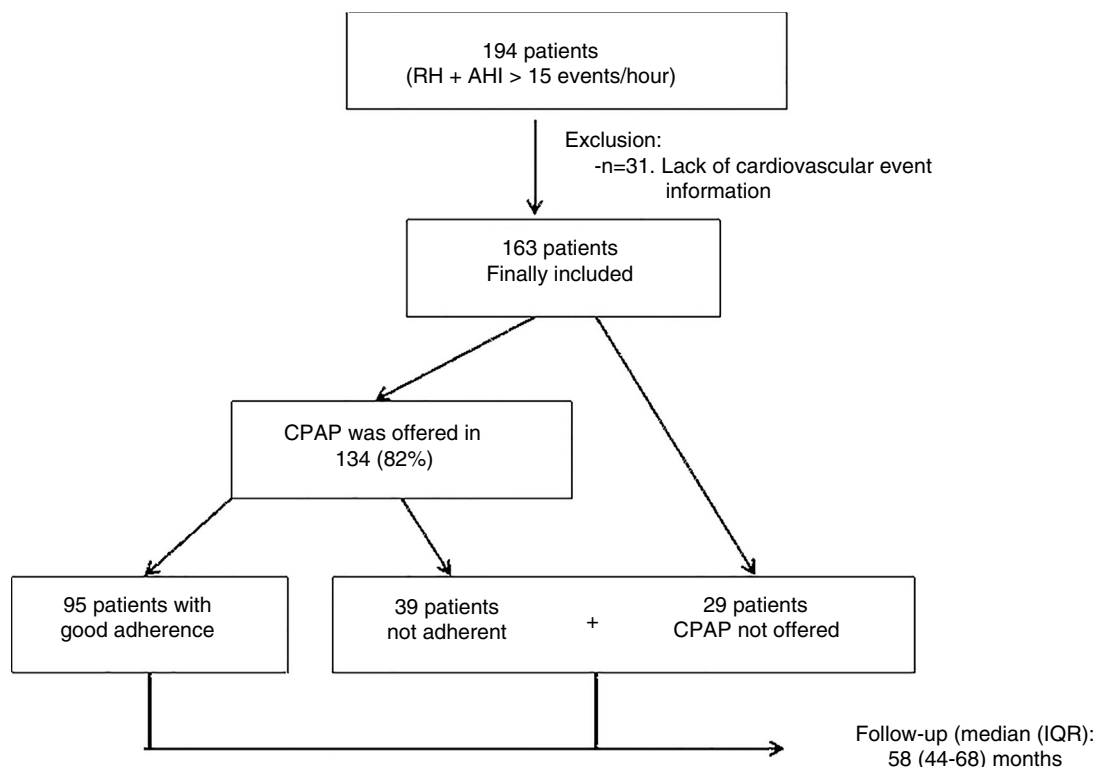 194 patients
(RH + AHI > 15 events/hour)
Exclusion:
-n=31. Lack of cardiovascular event
information
163 patients
Finally included
CPAP was offered in
134 (82%)
95 patients with
good adherence
39 patients
not adherent
+
29 patients
CPAP not offered
Follow-up (median (IQR):
58 (44-68) months